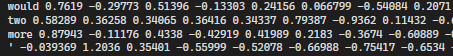 would 0.7619 -0.29773 0.51396 -0.13303 0.24156 0.066799 -0.54084 0.2071
two 0.58289 0.36258 0.34065 0.36416 0.34337 0.79387 -0.9362 0.11432 -0.
more 0.87943 -0.11176 0.4338 -0.42919 0.41989 0.2183 -0.3674 -0.60889 -
' -0.039369 1.2036 0.35401 -0.55999 -0.52078 -0.66988 -0.75417 -0.6534